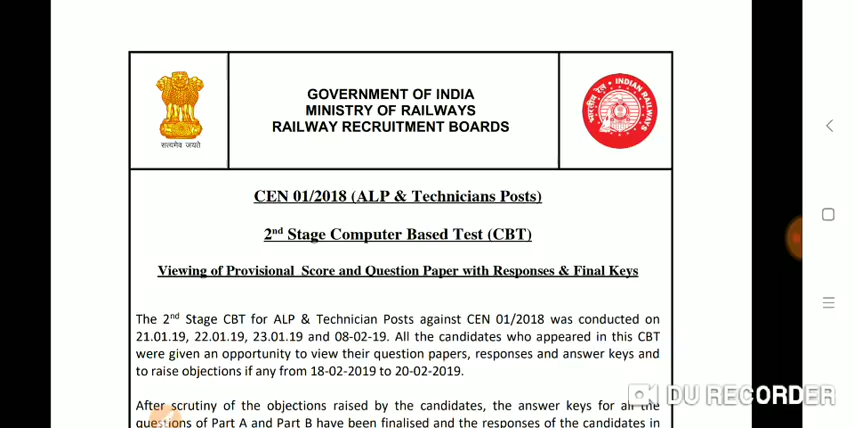 GOVERNMENT OF INDIA
MINISTRY OF RAILWAYS
RAILWAY RECRUITMENT BOARDS
सत्यमेव जयते
भारतीय रेल • INDIAN RAILWAYS
CEN 01/2018 (ALP & Technicians Posts)
2nd Stage Computer Based Test (CBT)
Viewing of Provisional Score and Question Paper with Responses & Final Keys
The 2nd Stage CBT for ALP & Technician Posts against CEN 01/2018 was conducted on
21.01.19, 22.01.19, 23.01.19 and 08-02-19. All the candidates who appeared in this CBT
were given an opportunity to view their question papers, responses and answer keys and
to raise objections if any from 18-02-2019 to 20-02-2019.
DU RECORDER
After scrutiny of the objections raised by the candidates, the answer keys for all the
questions of Part A and Part B have been finalised and the responses of the candidates in